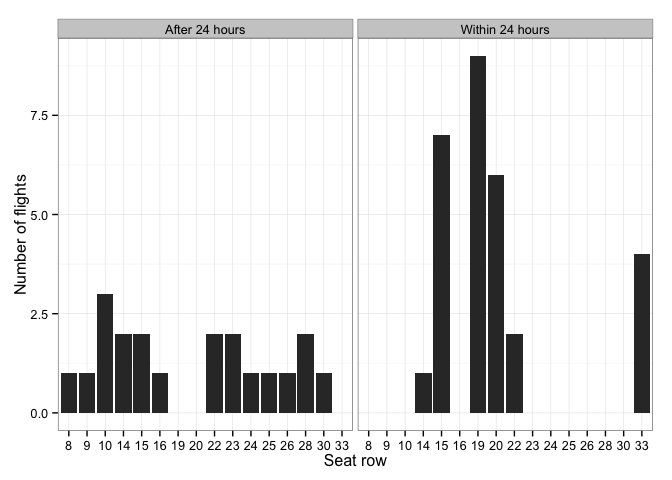 After 24 hours Within 24 hours
7.5
5.0
2.5
0.0
Number of flights
8 9 10 14 15 16 19 20 22 23 24 25 26 28 30 33 8 9 10 14 15 16 19 20 22 23 24 25 26 28 30 33
Seat row